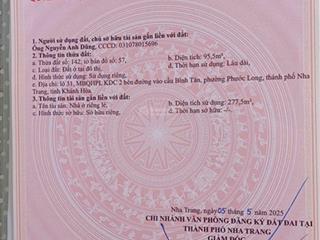 1. Người sử dụng đất, chủ sở hữu tài sản gắn liền với đất:
Ông Nguyễn Anh Dũng, CCCD: 031078015696
2. Thông tin thửa đất:
a. Thửa đất số: 142, tờ bản đồ số: 57, b. Diện tích: 95,5m².
c. Loại đất: Đất ở tại đô thị, d. Thời hạn sử dụng: Lâu dài,
đ. Hình thức sử dụng: Sử dụng riêng,
e. Địa chỉ: lô 31, MBQHPL KDC 2 bên đường vào cầu Bình Tân, phường Phước Long, thành phố Nha
Trang, tỉnh Khánh Hòa.
3. Thông tin tài sản gắn liền với đất:
a. Tên tài sản: Nhà ở riêng lẻ, b. Diện tích sử dụng: 277,5m²,
c. Hình thức sở hữu: Sở hữu riêng, d. Thời hạn sở hữu: -/-.
Nha Trang, ngày 05 tháng 5 năm 2025
CHI NHÁNH VĂN PHÒNG ĐĂNG KÝ ĐẤT ĐAI TẠI
THÀNH PHỐ NHA TRANG
GIÁM ĐỐC